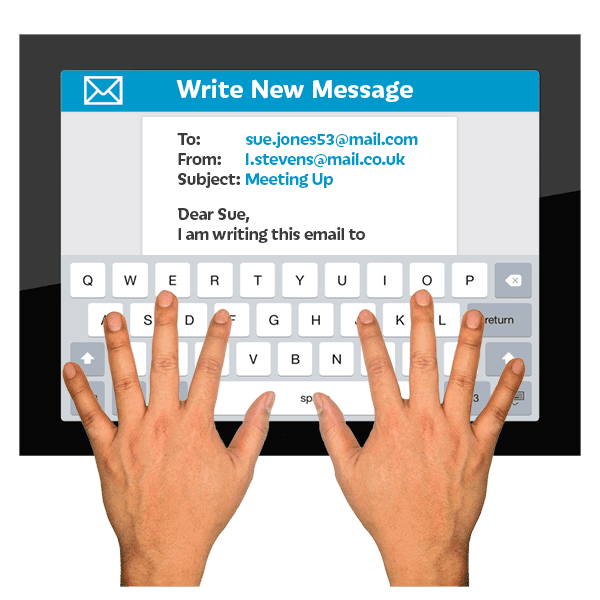 Write New Message
To: sue.jones53@mail.com
From: l.stevens@mail.co.uk
Subject: Meeting Up
Dear Sue,
I am writing this email to
Q W E R T Y U I O P
A S D F G H J K L return
V B N
3